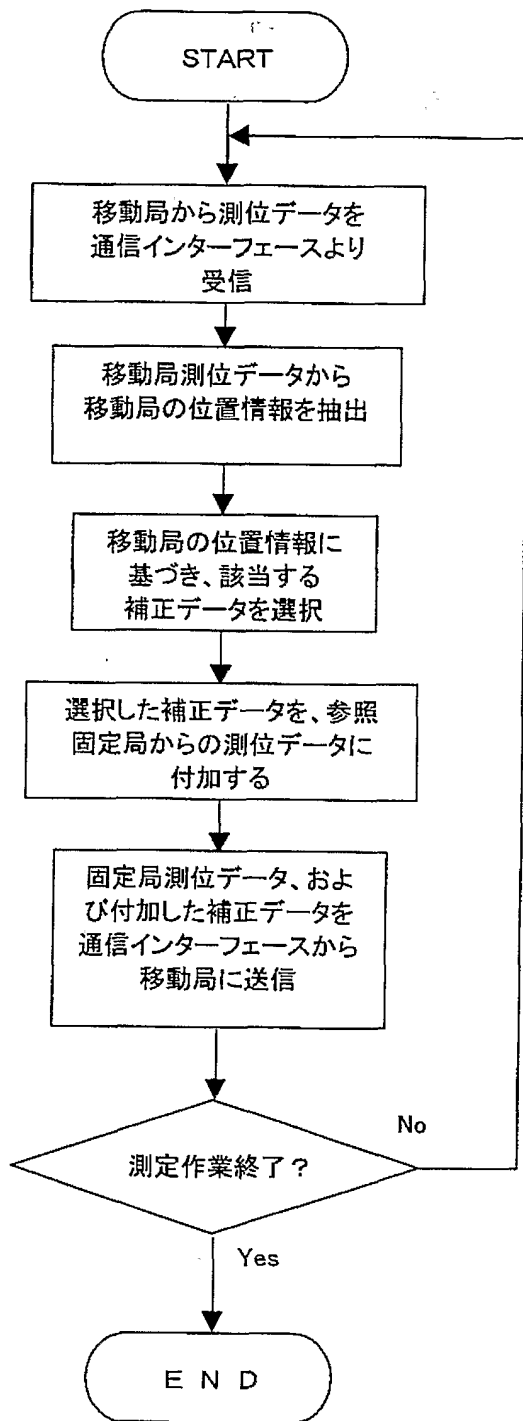 START
移動局から測位データを
通信インターフェースより
受信
移動局測位データから
移動局の位置情報を抽出
移動局の位置情報に
基づき、該当する
補正データを選択
選択した補正データを、参照
固定局からの測位データに
付加する
固定局測位データ、およ
び付加した補正データを
通信インターフェースから
移動局に送信
No
測定作業終了？
Yes
E N D